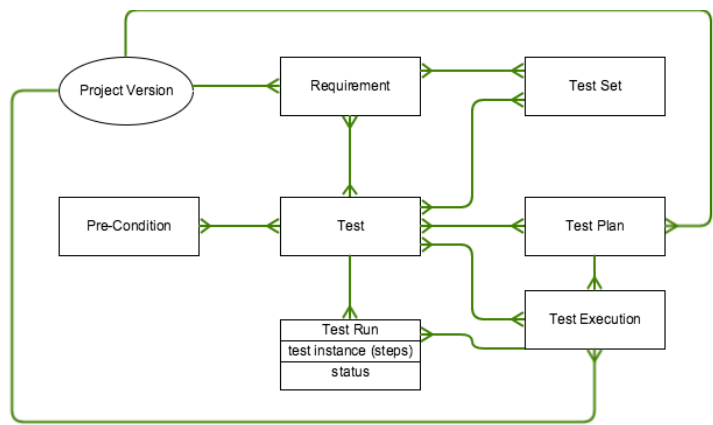 Project Version
Requirement
Test Set
Pre-Condition
Test
Test Plan
Test Run
test instance (steps)
status
Test Execution